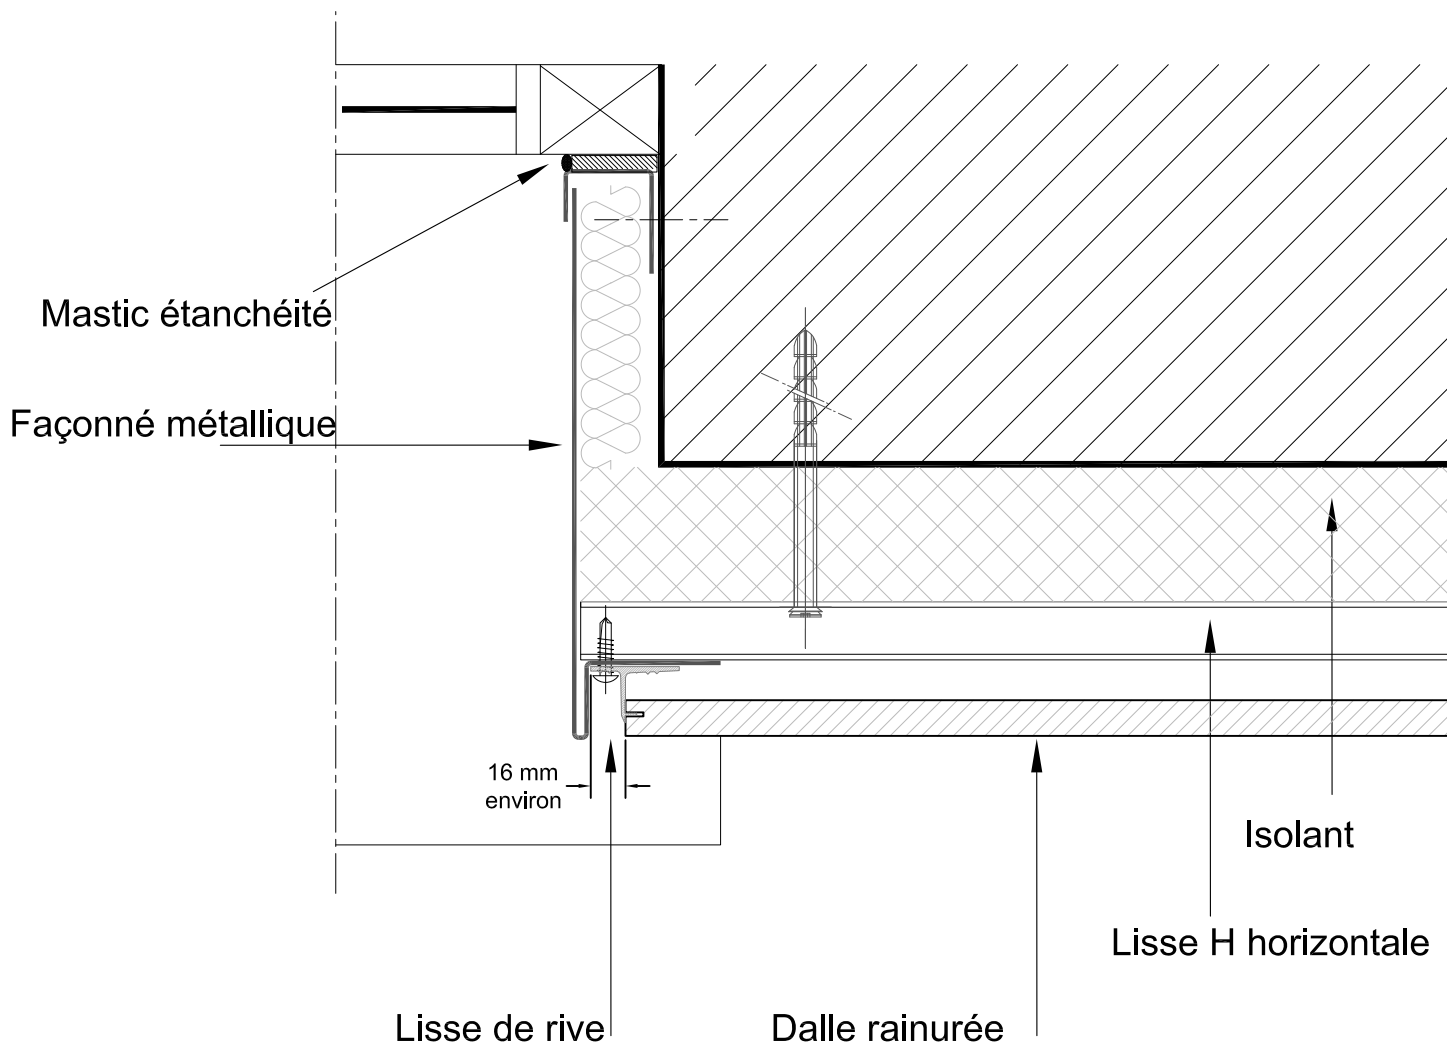 Mastic étanchéité
Façonné métallique
16 mm
environ
Isolant
Lisse H horizontale
Lisse de rive
Dalle rainurée